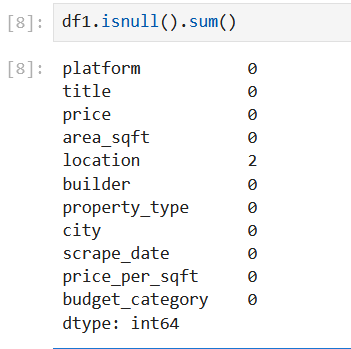 [8]: df1.isnull().sum()
[8]: platform 0
title 0
price 0
area_sqft 0
location 2
builder 0
property_type 0
city 0
scrape_date 0
price_per_sqft 0
budget_category 0
dtype: int64